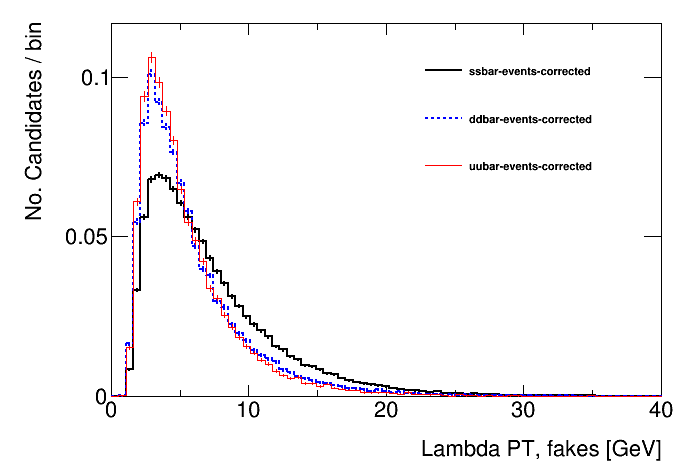 No. Candidates / bin
0.1
0.05
0
ssbar-events-corrected
ddbar-events-corrected
uubar-events-corrected
0 10 20 30 40
Lambda PT, fakes [GeV]